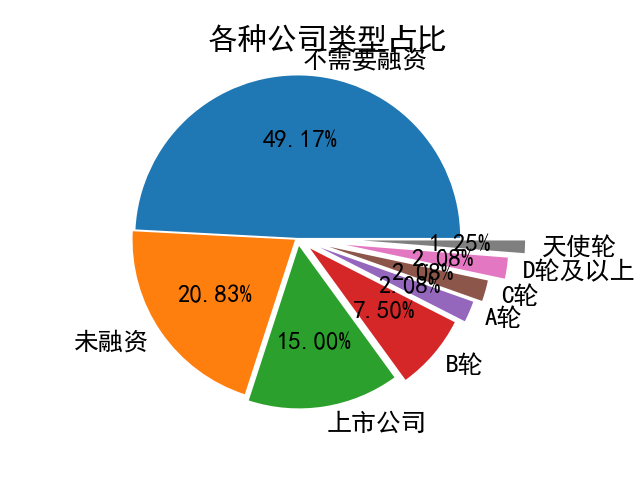 各种公司类型占比
不需要融资
49.17%
1.25%
天使轮
2.08%
D轮及以上
2.08%
C轮
2.08%
A轮
20.83%
7.50%
未融资
15.00%
B轮
上市公司